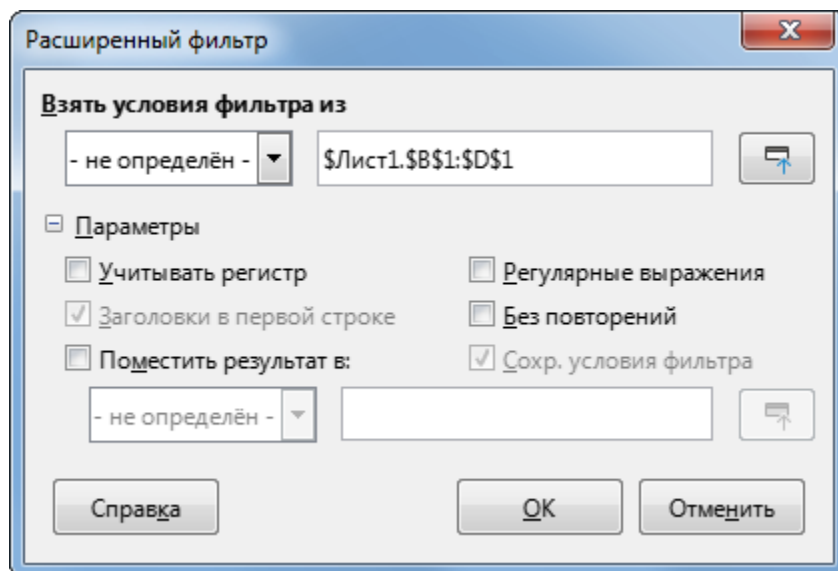 Расширенный фильтр
Взять условия фильтра из
- не определён - $Лист1.$B$1:$D$1
Параметры
Учитывать регистр Регулярные выражения
Заголовки в первой строке Без повторений
Поместить результат в: Сохр. условия фильтра
- не определён -
Справка OK Отменить